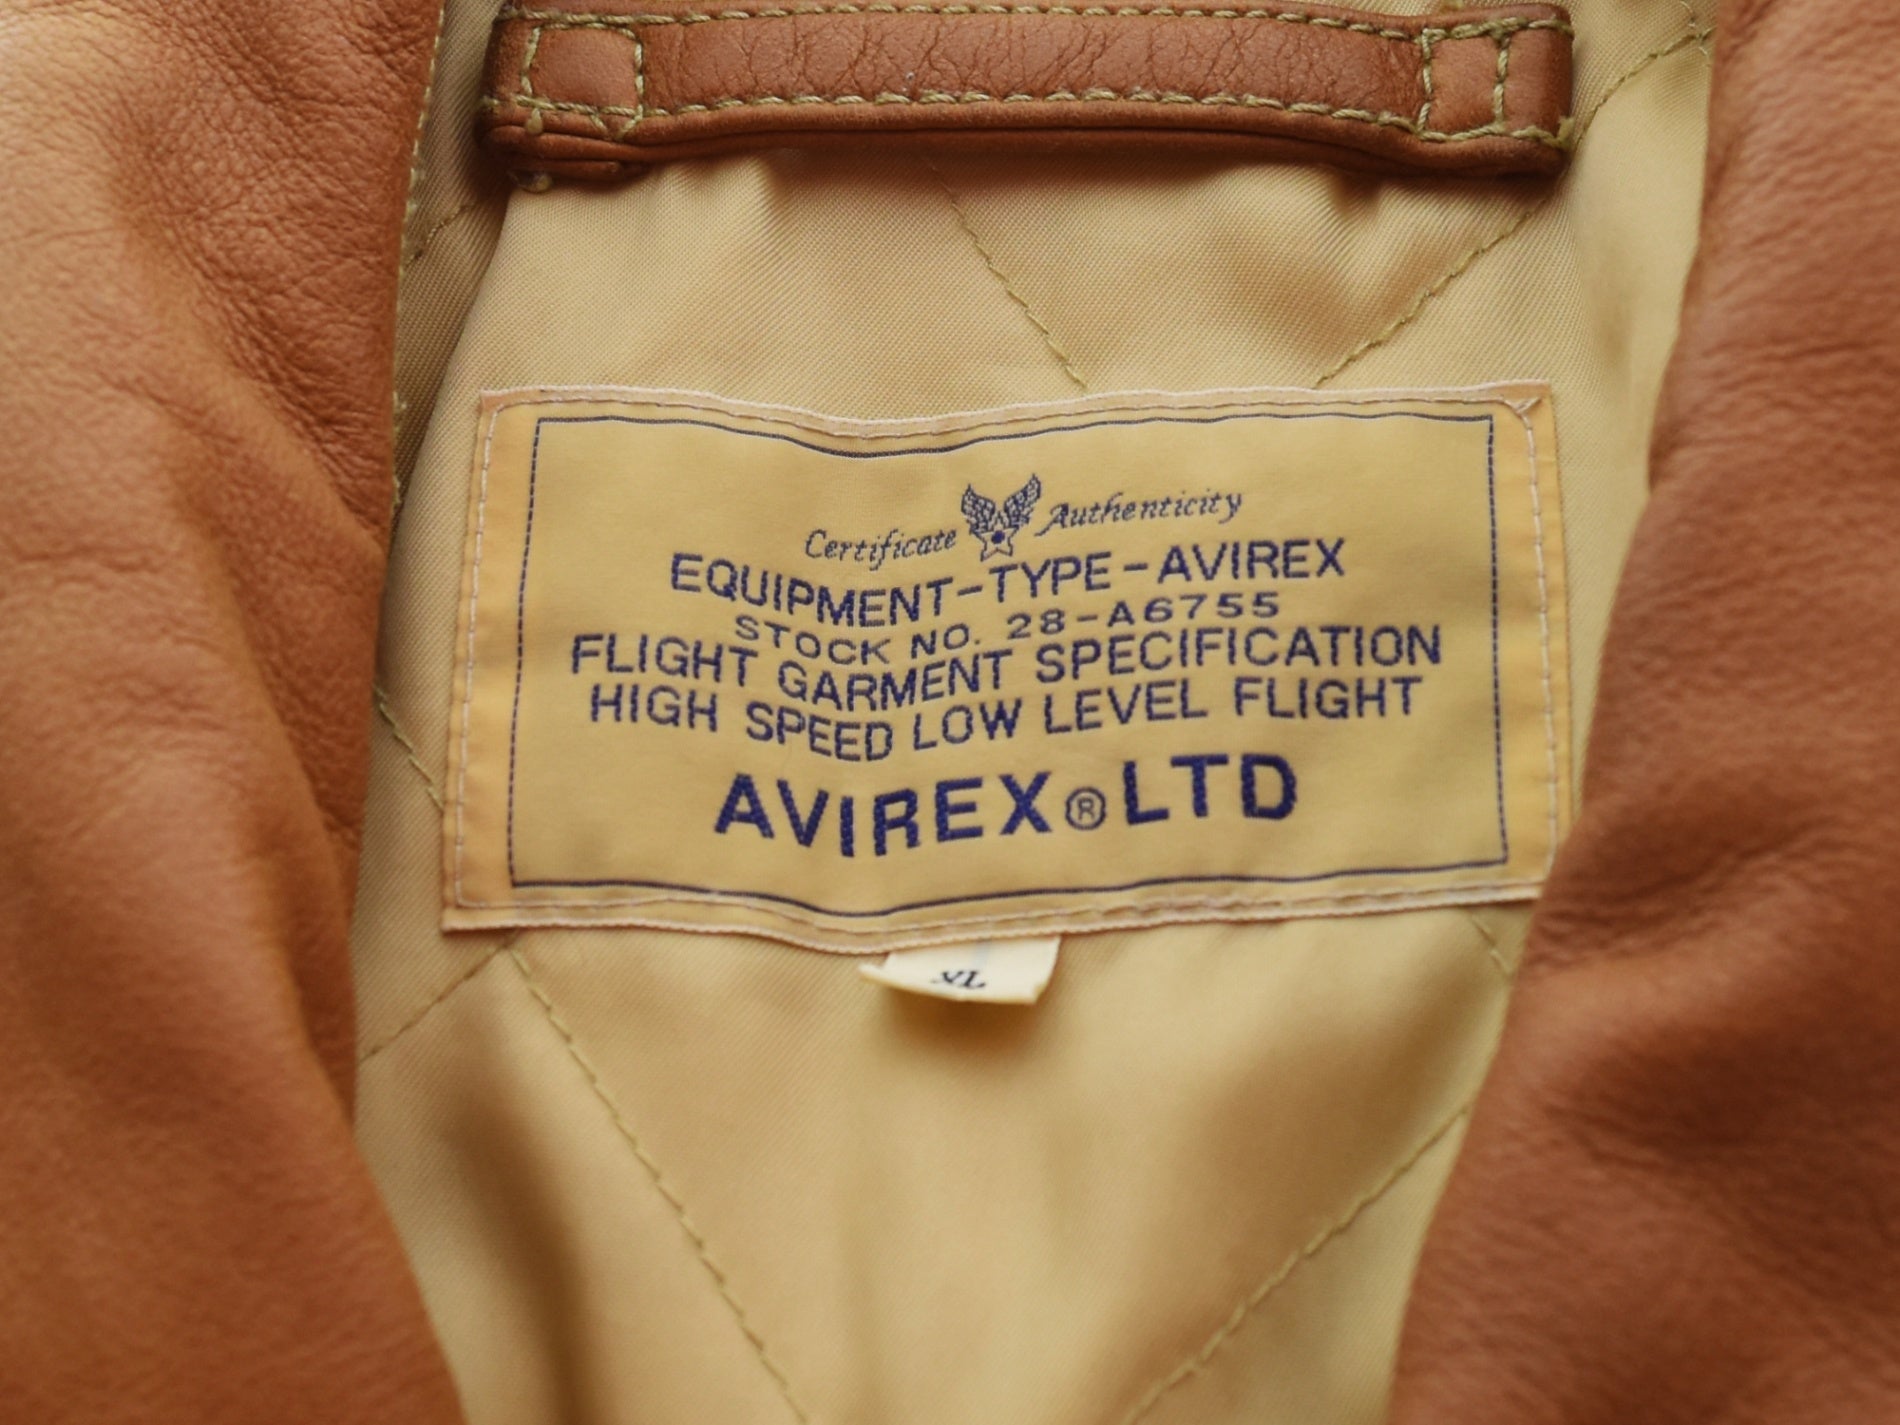 Certificate Authenticity
EQUIPMENT-TYPE-AVIREX
STOCK NO. 28-A6755
FLIGHT GARMENT SPECIFICATION
HIGH SPEED LOW LEVEL FLIGHT
AVIREX® LTD
XL